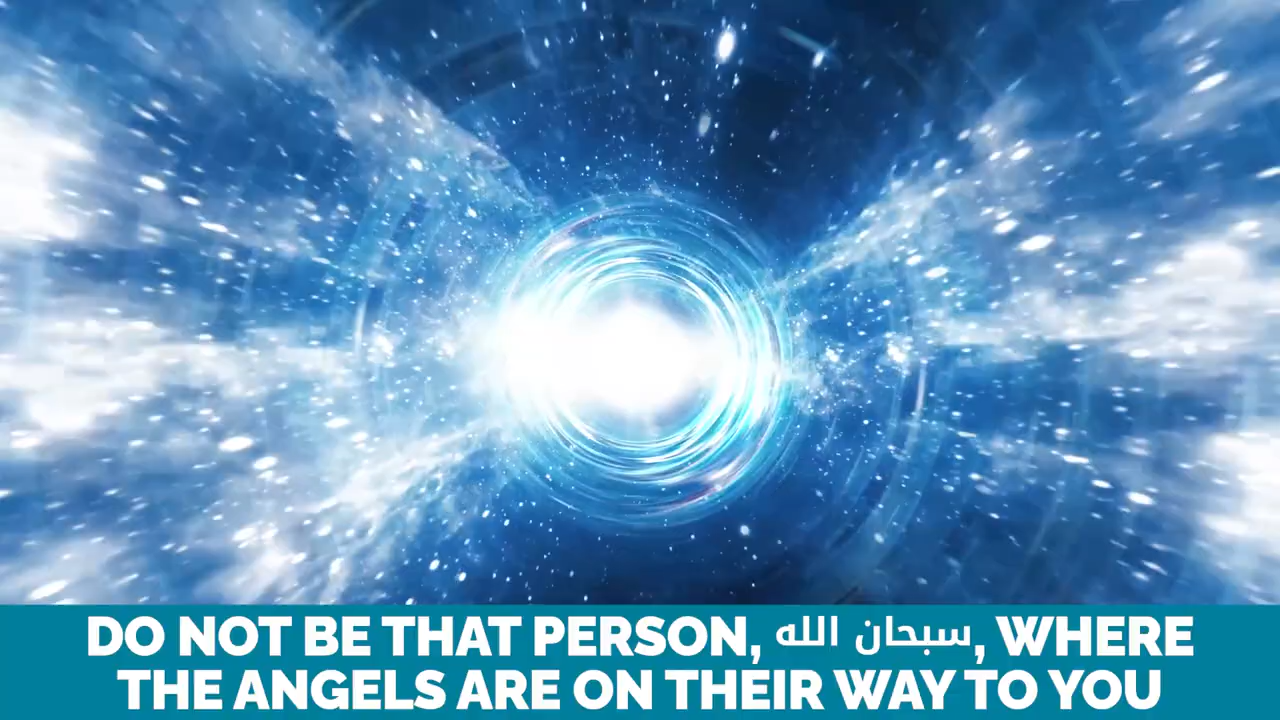 DO NOT BE THAT PERSON, سبحان الله, WHERE
THE ANGELS ARE ON THEIR WAY TO YOU